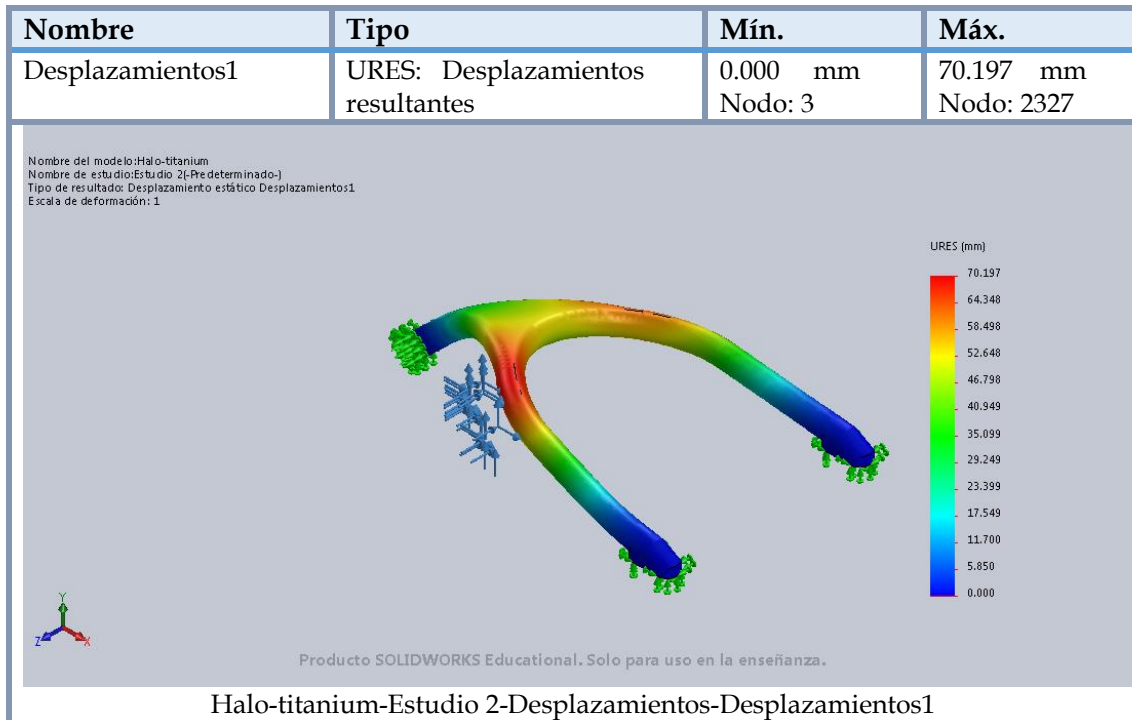 Nombre Tipo Mín. Máx.
Desplazamientos1 URES: Desplazamientos 0.000 mm 70.197 mm
resultantes Nodo: 3 Nodo: 2327
Nombre del modelo:Halo-titanium
Nombre de estudio:Estudio 2(-Predeterminado-)
Tipo de resultado: Desplazamiento estático Desplazamientos1
Escala de deformación: 1
URES (mm)
70.197
64.348
58.498
52.648
46.798
40.949
35.099
29.249
23.399
17.549
11.700
5.850
0.000
Y
Z X
Producto SOLIDWORKS Educational. Solo para uso en la enseñanza.
Halo-titanium-Estudio 2-Desplazamientos-Desplazamientos1